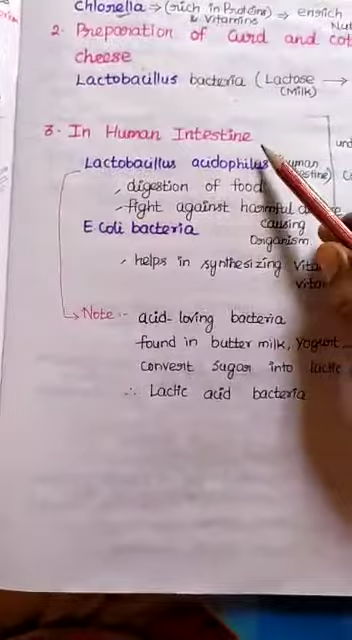 Chlorella → (rich in Proteins) ⇒ enrich
& Vitamins
2. Preparation of Curd and cot
cheese
Lactobacillus bacteria (Lactose →
(Milk)
3. In Human Intestine
Lactobacillus acidophilus
digestion of food
fight against harmful
causing
organism.
E Coli bacteria
helps in synthesizing
Note :- acid-loving bacteria
found in butter milk, yogurt
convert sugar into lactic
∴ Lactic acid bacteria